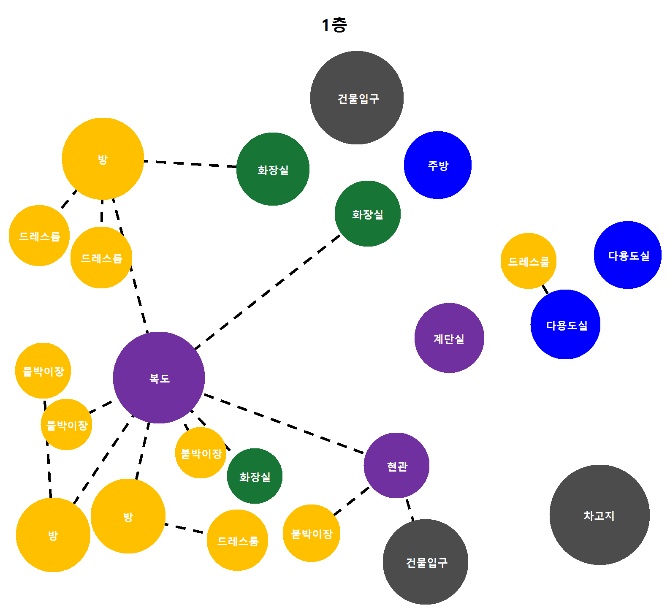 1층
건물입구
방
화장실
주방
화장실
드레스룸
드레스룸
드레스룸
다용도실
다용도실
계단실
붙박이장
복도
붙박이장
붙박이장
화장실
현관
방
방
드레스룸
붙박이장
건물입구
차고지